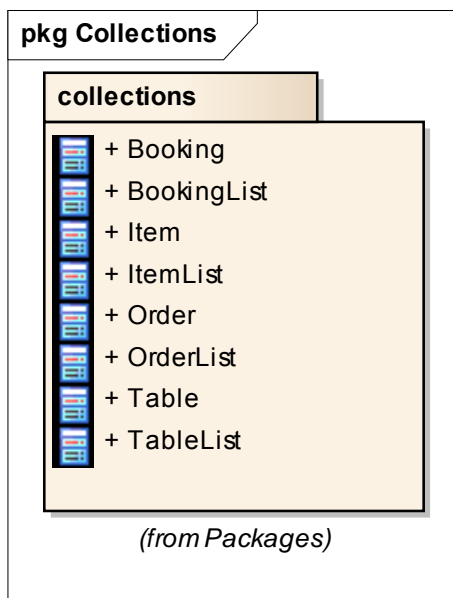 pkg Collections
collections
+ Booking
+ BookingList
+ Item
+ ItemList
+ Order
+ OrderList
+ Table
+ TableList
(from Packages)